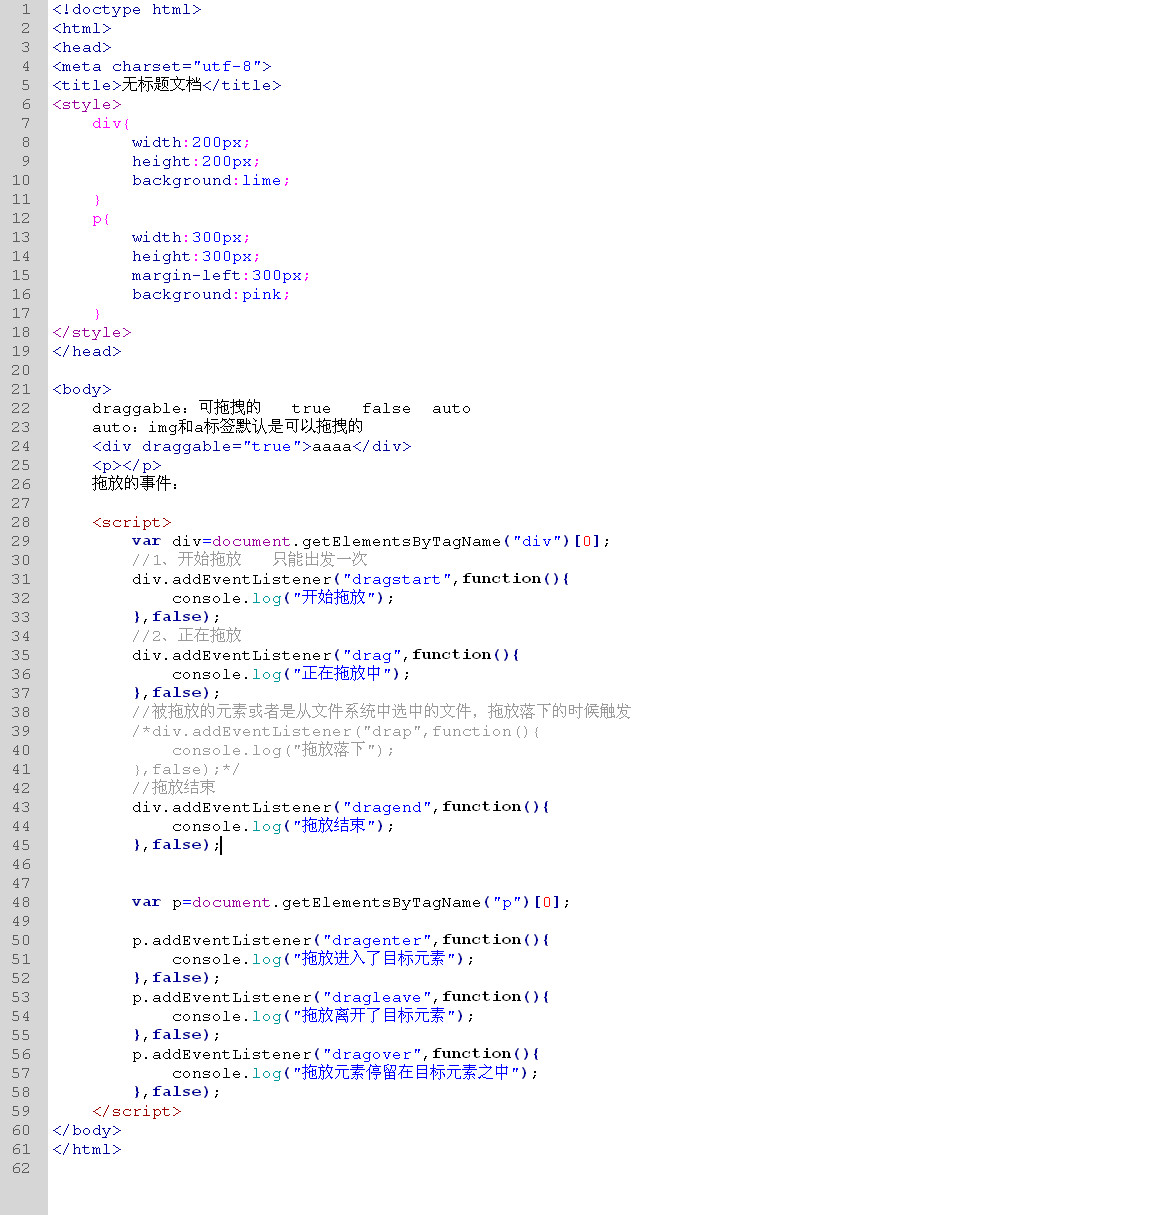 1 <!doctype html>
2 <html>
3 <head>
4 <meta charset="utf-8">
5 <title>无标题文档</title>
6 <style>
7 div{
8 width:200px;
9 height:200px;
10 background:lime;
11 }
12 p{
13 width:300px;
14 height:300px;
15 margin-left:300px;
16 background:pink;
17 }
18 </style>
19 </head>
20
21 <body>
22 draggable：可拖拽的 true false auto
23 auto：img和a标签默认是可以拖拽的
24 <div draggable="true">aaaa</div>
25 <p></p>
26 拖放的事件：
27
28 <script>
29 var div=document.getElementsByTagName("div")[0];
30 //1、开始拖放 只能出发一次
31 div.addEventListener("dragstart",function(){
32 console.log("开始拖放");
33 },false);
34 //2、正在拖放
35 div.addEventListener("drag",function(){
36 console.log("正在拖放中");
37 },false);
38 //被拖放的元素或者是从文件系统中选中的文件，拖放落下的时候触发
39 /*div.addEventListener("drap",function(){
40 console.log("拖放落下");
41 },false);*/
42 //拖放结束
43 div.addEventListener("dragend",function(){
44 console.log("拖放结束");
45 },false);
46
47
48 var p=document.getElementsByTagName("p")[0];
49
50 p.addEventListener("dragenter",function(){
51 console.log("拖放进入了目标元素");
52 },false);
53 p.addEventListener("dragleave",function(){
54 console.log("拖放离开了目标元素");
55 },false);
56 p.addEventListener("dragover",function(){
57 console.log("拖放元素停留在目标元素之中");
58 },false);
59 </script>
60 </body>
61 </html>
62